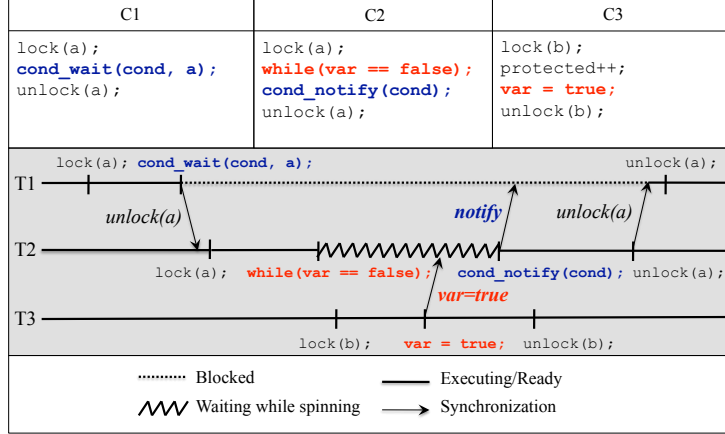 C1 C2 C3
lock(a); lock(a); lock(b);
cond_wait(cond, a); while(var == false); protected++;
unlock(a); cond_notify(cond); var = true;
unlock(a); unlock(b);
lock(a); cond_wait(cond, a); unlock(a);
T1
unlock(a) notify unlock(a)
T2
lock(a); while(var == false); cond_notify(cond); unlock(a);
var=true
T3
lock(b); var = true; unlock(b);
Blocked Executing/Ready
Waiting while spinning Synchronization